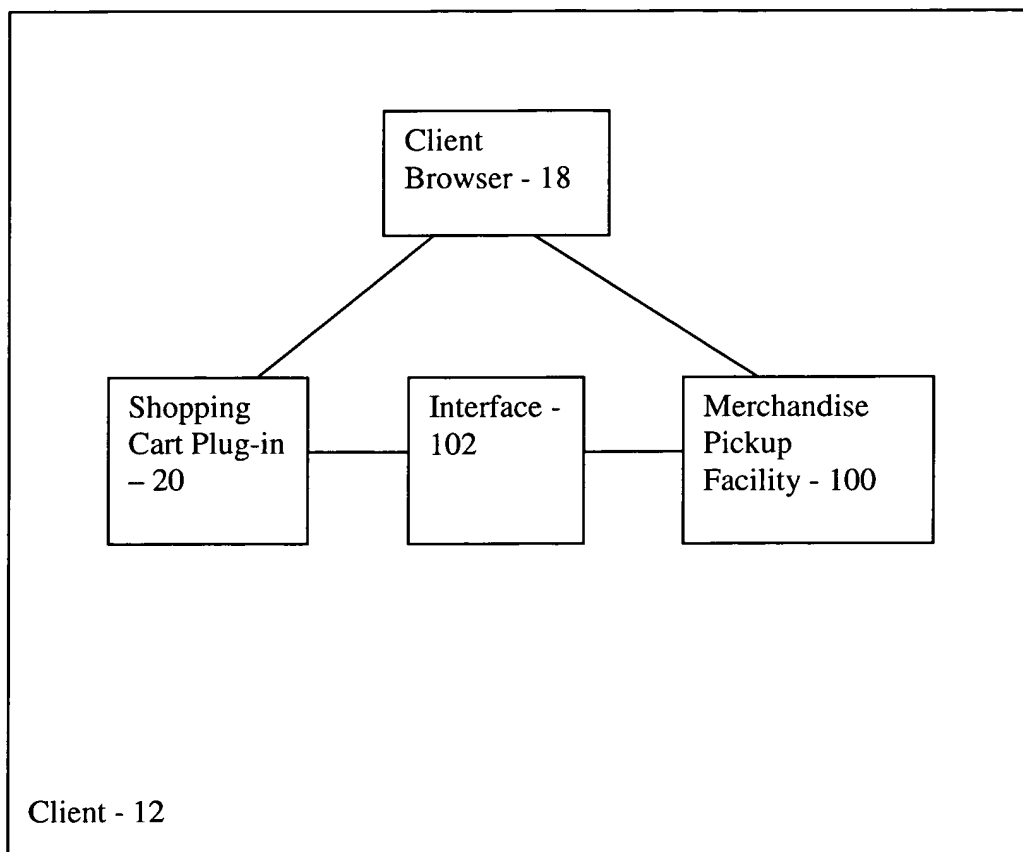 Client
Browser - 18
Shopping
Cart Plug-in
– 20
Interface -
102
Merchandise
Pickup
Facility - 100
Client - 12